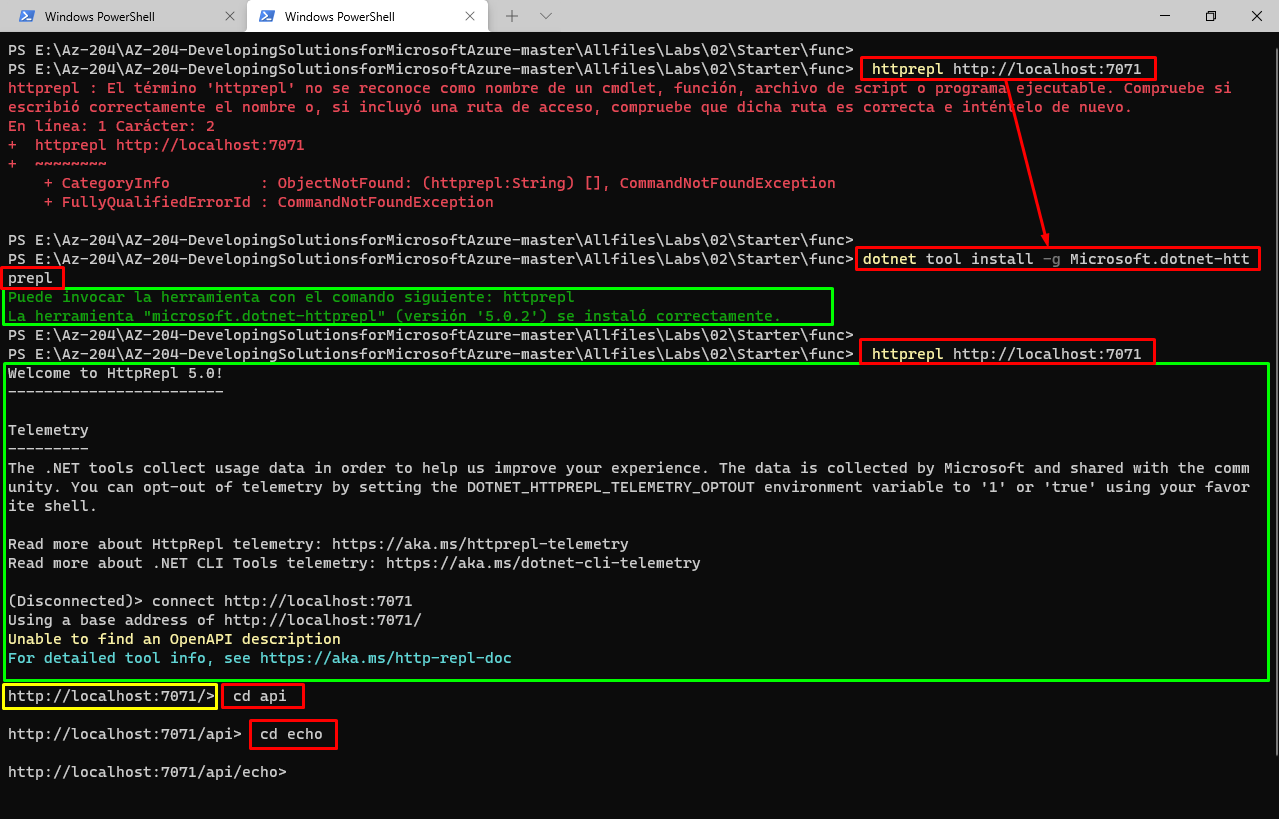 Windows PowerShell
Windows PowerShell
PS E:\Az-204\AZ-204-DevelopingSolutionsforMicrosoftAzure-master\Allfiles\Labs\02\Starter\func>
PS E:\Az-204\AZ-204-DevelopingSolutionsforMicrosoftAzure-master\Allfiles\Labs\02\Starter\func> httprepl http://localhost:7071
httprepl : El término 'httprepl' no se reconoce como nombre de un cmdlet, función, archivo de script o programa ejecutable. Compruebe si
escribió correctamente el nombre o, si incluyó una ruta de acceso, compruebe que dicha ruta es correcta e inténtelo de nuevo.
En línea: 1 Carácter: 2
+  httprepl http://localhost:7071
+  ~~~~~~~~
    + CategoryInfo          : ObjectNotFound: (httprepl:String) [], CommandNotFoundException
    + FullyQualifiedErrorId : CommandNotFoundException
PS E:\Az-204\AZ-204-DevelopingSolutionsforMicrosoftAzure-master\Allfiles\Labs\02\Starter\func>
PS E:\Az-204\AZ-204-DevelopingSolutionsforMicrosoftAzure-master\Allfiles\Labs\02\Starter\func> dotnet tool install -g Microsoft.dotnet-htt
prepl
Puede invocar la herramienta con el comando siguiente: httprepl
La herramienta "microsoft.dotnet-httprepl" (versión '5.0.2') se instaló correctamente.
PS E:\Az-204\AZ-204-DevelopingSolutionsforMicrosoftAzure-master\Allfiles\Labs\02\Starter\func>
PS E:\Az-204\AZ-204-DevelopingSolutionsforMicrosoftAzure-master\Allfiles\Labs\02\Starter\func> httprepl http://localhost:7071
Welcome to HttpRepl 5.0!
------------------------
Telemetry
---------
The .NET tools collect usage data in order to help us improve your experience. The data is collected by Microsoft and shared with the comm
unity. You can opt-out of telemetry by setting the DOTNET_HTTPREPL_TELEMETRY_OPTOUT environment variable to '1' or 'true' using your favor
ite shell.
Read more about HttpRepl telemetry: https://aka.ms/httprepl-telemetry
Read more about .NET CLI Tools telemetry: https://aka.ms/dotnet-cli-telemetry
(Disconnected)> connect http://localhost:7071
Using a base address of http://localhost:7071/
Unable to find an OpenAPI description
For detailed tool info, see https://aka.ms/http-repl-doc
http://localhost:7071/> cd api
http://localhost:7071/api> cd echo
http://localhost:7071/api/echo>